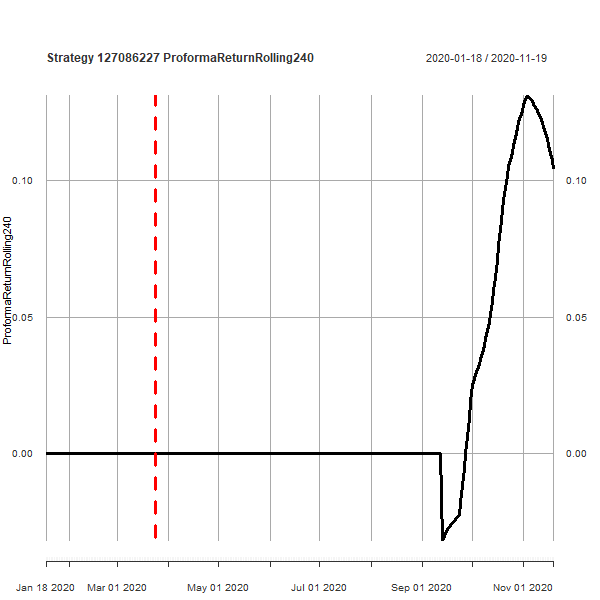 Strategy 127086227 ProformaReturnRolling240
2020-01-18 / 2020-11-19
ProformaReturnRolling240
0.10
0.05
0.00
0.10
0.05
0.00
Jan 18 2020
Mar 01 2020
May 01 2020
Jul 01 2020
Sep 01 2020
Nov 01 2020